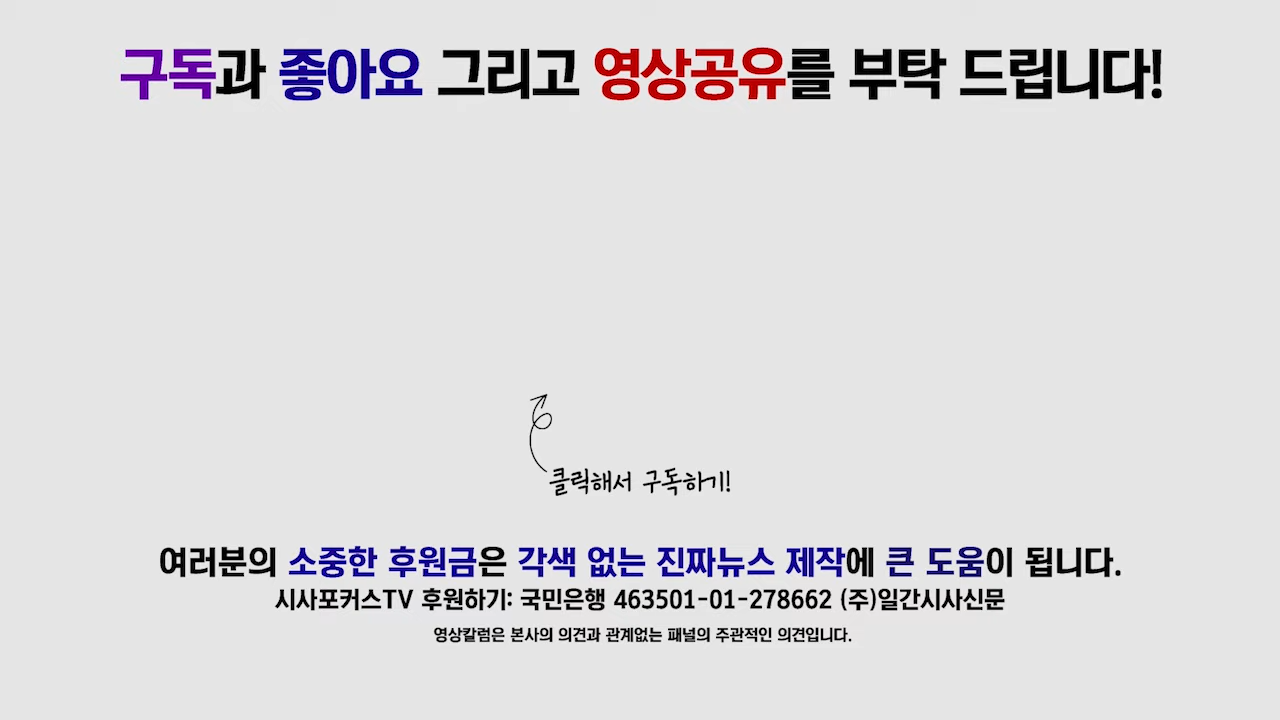 구독과 좋아요 그리고 영상공유를 부탁 드립니다!
클릭해서 구독하기!
여러분의 소중한 후원금은 각색 없는 진짜뉴스 제작에 큰 도움이 됩니다.
시사포커스TV 후원하기: 국민은행 463501-01-278662 (주)일간시사신문
영상칼럼은 본사의 의견과 관계없는 패널의 주관적인 의견입니다.